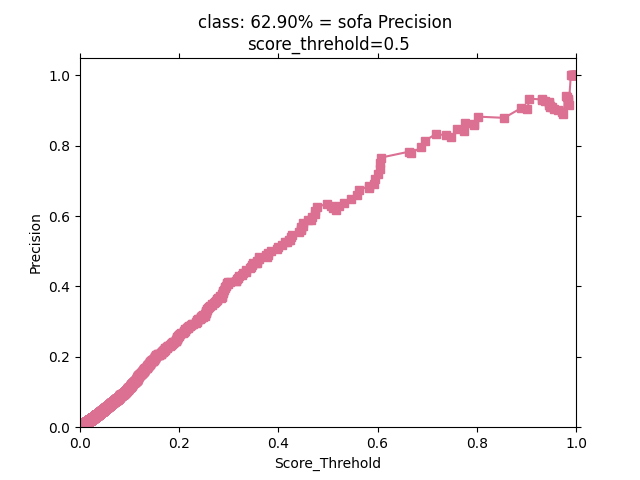 class: 62.90% = sofa Precision
score_threhold=0.5
1.0
0.8
0.6
0.4
0.2
0.0
Precision
0.0 0.2 0.4 0.6 0.8 1.0
Score_Threhold